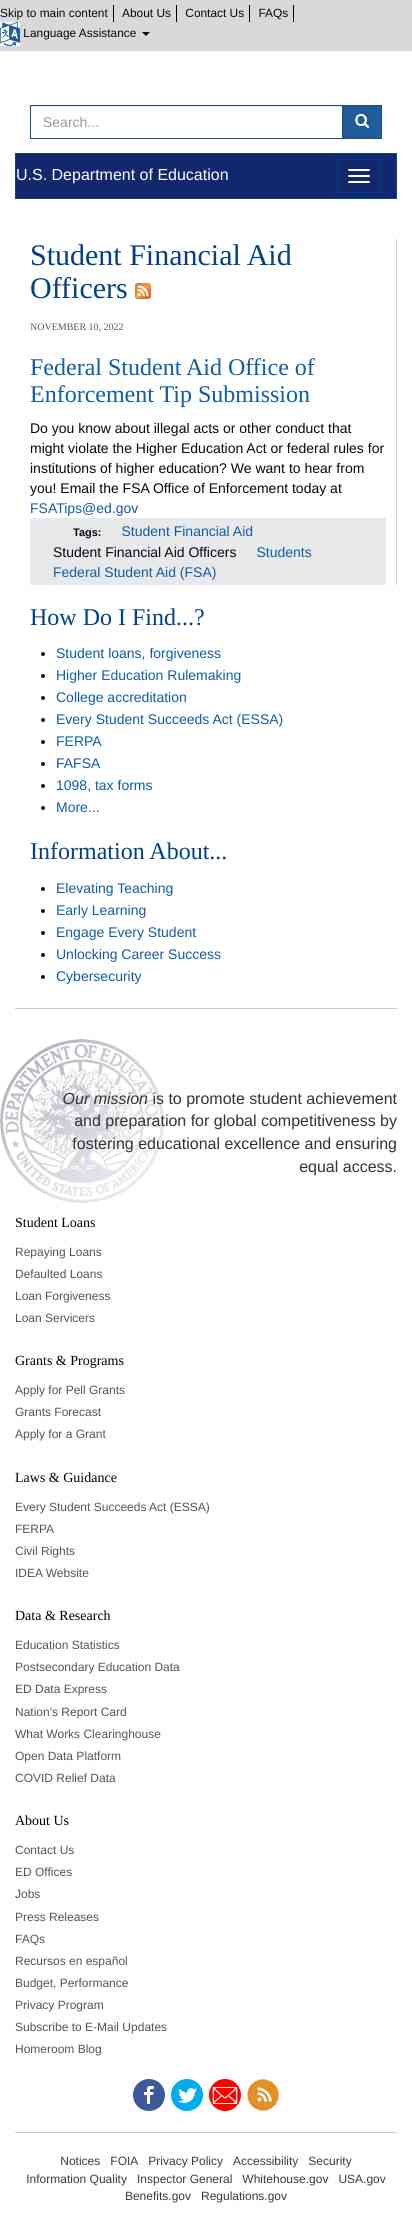 Skip to main content About Us Contact Us FAQs
Language Assistance
Search...
U.S. Department of Education
Student Financial Aid
Officers
NOVEMBER 10, 2022
Federal Student Aid Office of
Enforcement Tip Submission
Do you know about illegal acts or other conduct that
might violate the Higher Education Act or federal rules for
institutions of higher education? We want to hear from
you! Email the FSA Office of Enforcement today at
FSATips@ed.gov
Tags: Student Financial Aid
Student Financial Aid Officers Students
Federal Student Aid (FSA)
How Do I Find...?
Student loans, forgiveness
Higher Education Rulemaking
College accreditation
Every Student Succeeds Act (ESSA)
FERPA
FAFSA
1098, tax forms
More...
Information About...
Elevating Teaching
Early Learning
Engage Every Student
Unlocking Career Success
Cybersecurity
DEPARTMENT OF EDUCATION
UNITED STATES OF AMERICA
Our mission is to promote student achievement
and preparation for global competitiveness by
fostering educational excellence and ensuring
equal access.
Student Loans
Repaying Loans
Defaulted Loans
Loan Forgiveness
Loan Servicers
Grants & Programs
Apply for Pell Grants
Grants Forecast
Apply for a Grant
Laws & Guidance
Every Student Succeeds Act (ESSA)
FERPA
Civil Rights
IDEA Website
Data & Research
Education Statistics
Postsecondary Education Data
ED Data Express
Nation's Report Card
What Works Clearinghouse
Open Data Platform
COVID Relief Data
About Us
Contact Us
ED Offices
Jobs
Press Releases
FAQs
Recursos en español
Budget, Performance
Privacy Program
Subscribe to E-Mail Updates
Homeroom Blog
Notices FOIA Privacy Policy Accessibility Security
Information Quality Inspector General Whitehouse.gov USA.gov
Benefits.gov Regulations.gov